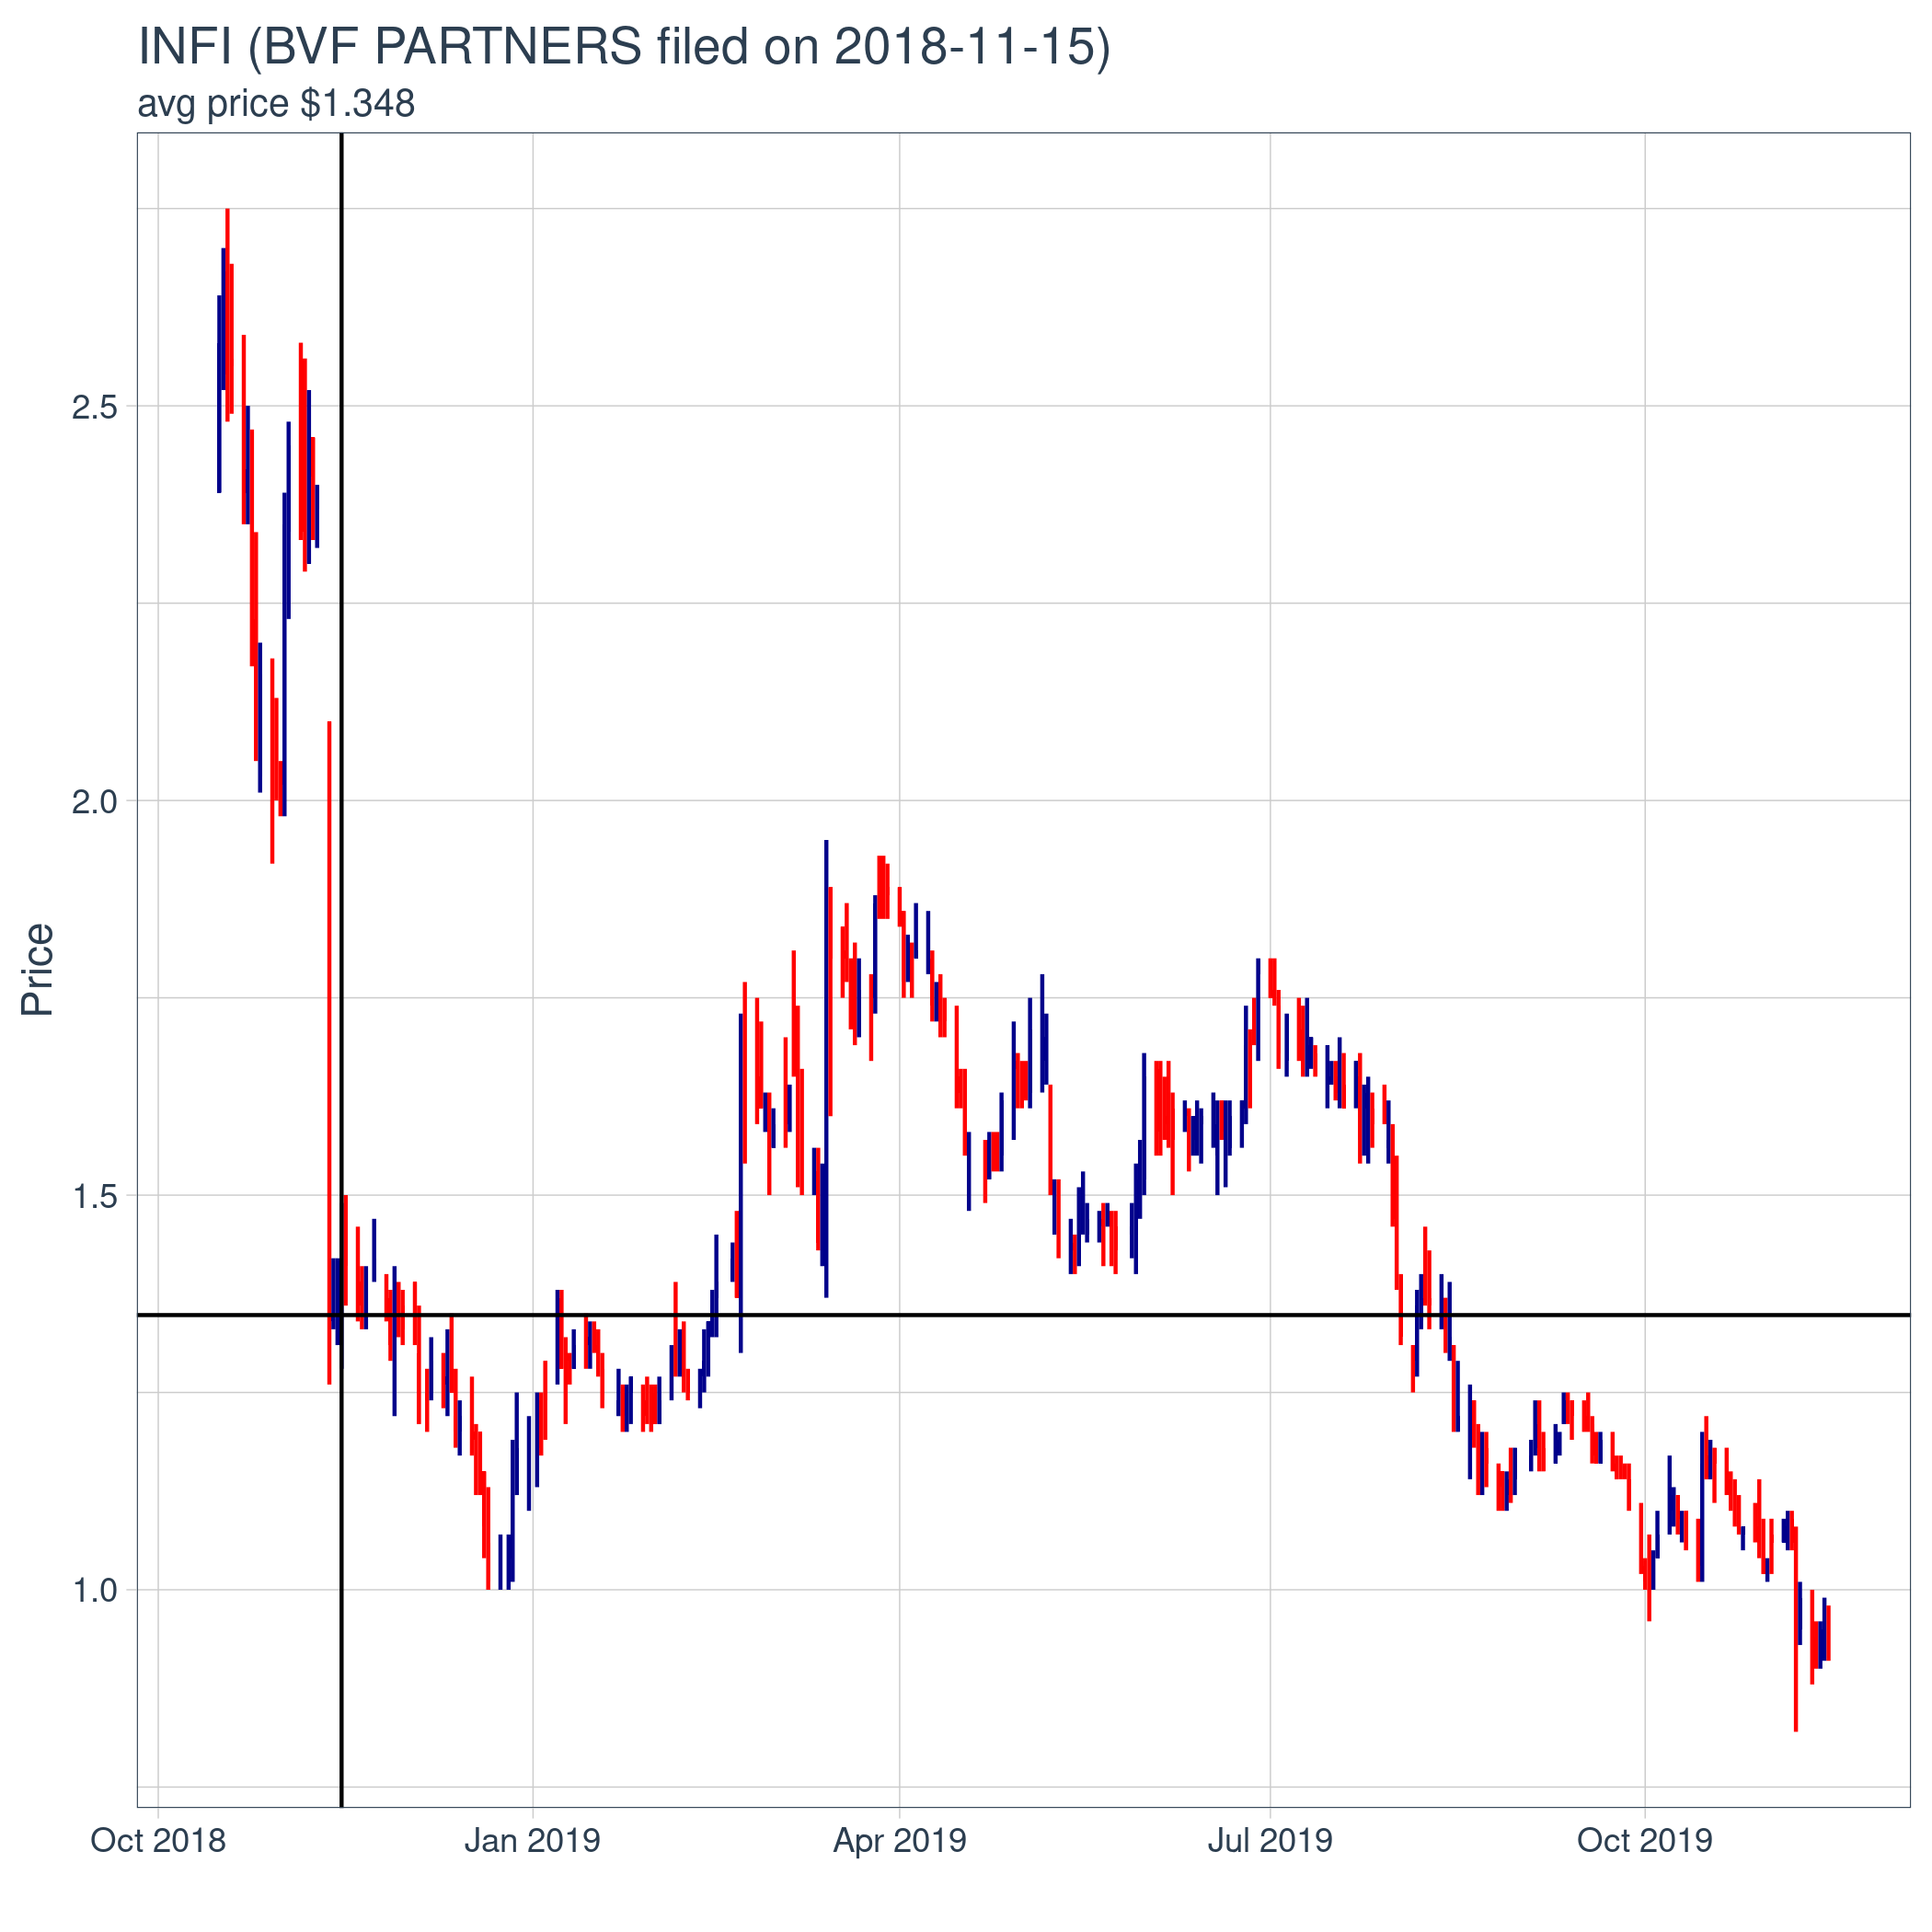 INFI (BVF PARTNERS filed on 2018-11-15)
avg price $1.348
Price
2.5
2.0
1.5
1.0
Oct 2018
Jan 2019
Apr 2019
Jul 2019
Oct 2019